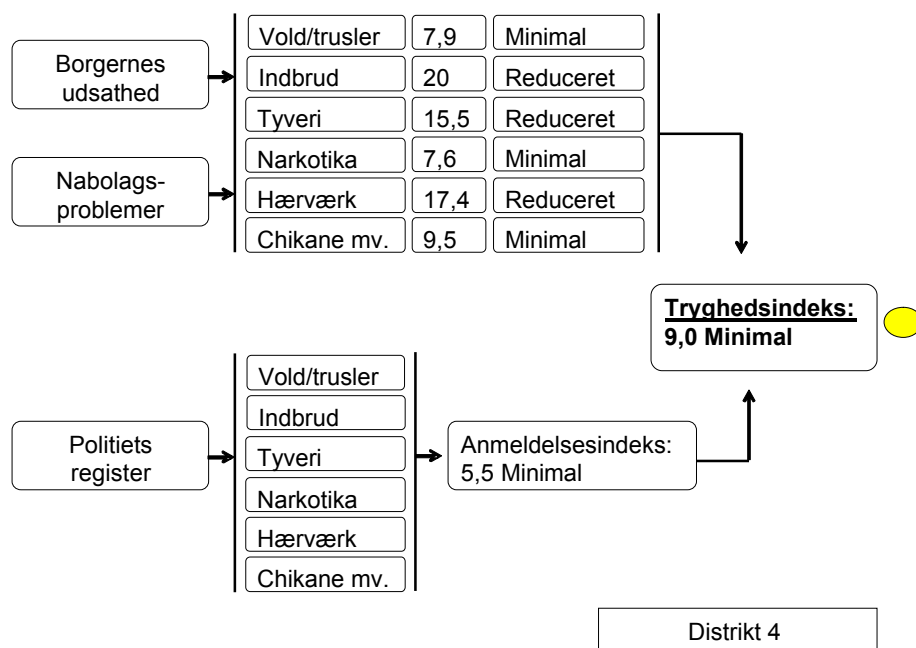 Vold/trusler 7,9 Minimal
Borgernes
udsathed
Indbrud 20 Reduceret
Tyveri 15,5 Reduceret
Narkotika 7,6 Minimal
Nabolags-
problemer
Hærværk 17,4 Reduceret
Chikane mv. 9,5 Minimal
Tryghedsindeks:
9,0 Minimal
Vold/trusler
Indbrud
Politiets
register
Tyveri
Narkotika
Hærværk
Chikane mv.
Anmeldelsesindeks:
5,5 Minimal
Distrikt 4